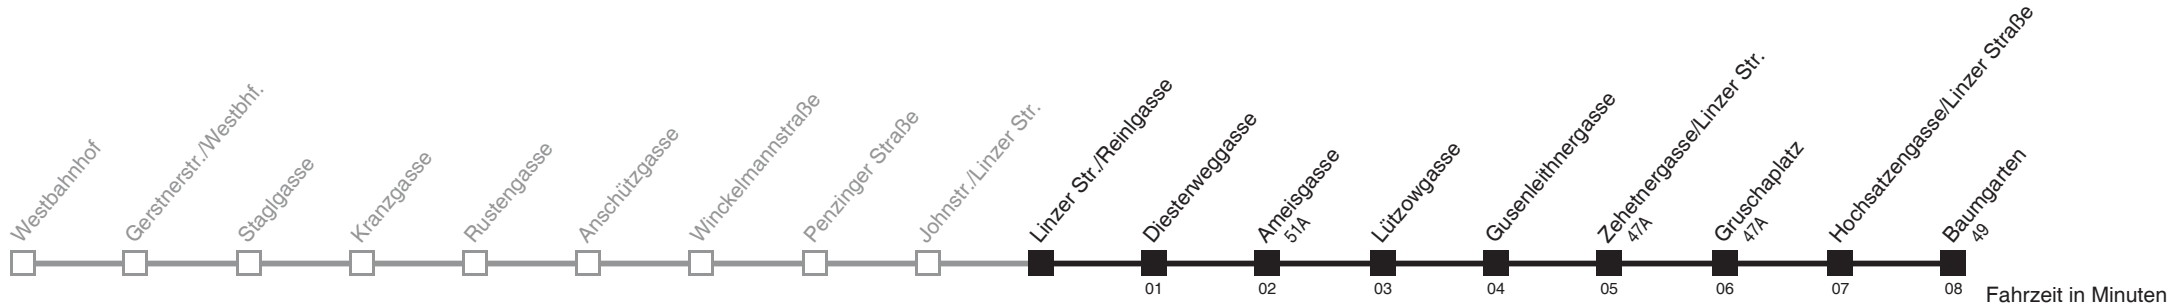 Westbahnhof
Gerstnerstr./Westbhf.
Staglgasse
Kranzgasse
Rustengasse
Anschützgasse
Winckelmannstraße
Penzinger Straße
Johnstr./Linzer Str.
Linzer Str./Reinlgasse
Diesterweggasse
Ameisgasse
51A
Lützowgasse
Gusenleithnergasse
Zehetnergasse/Linzer Str.
47A
Gruschaplatz
47A
Hochsatzengasse/Linzer Straße
Baumgarten
49
01
02
03
04
05
06
07
08
Fahrzeit in Minuten